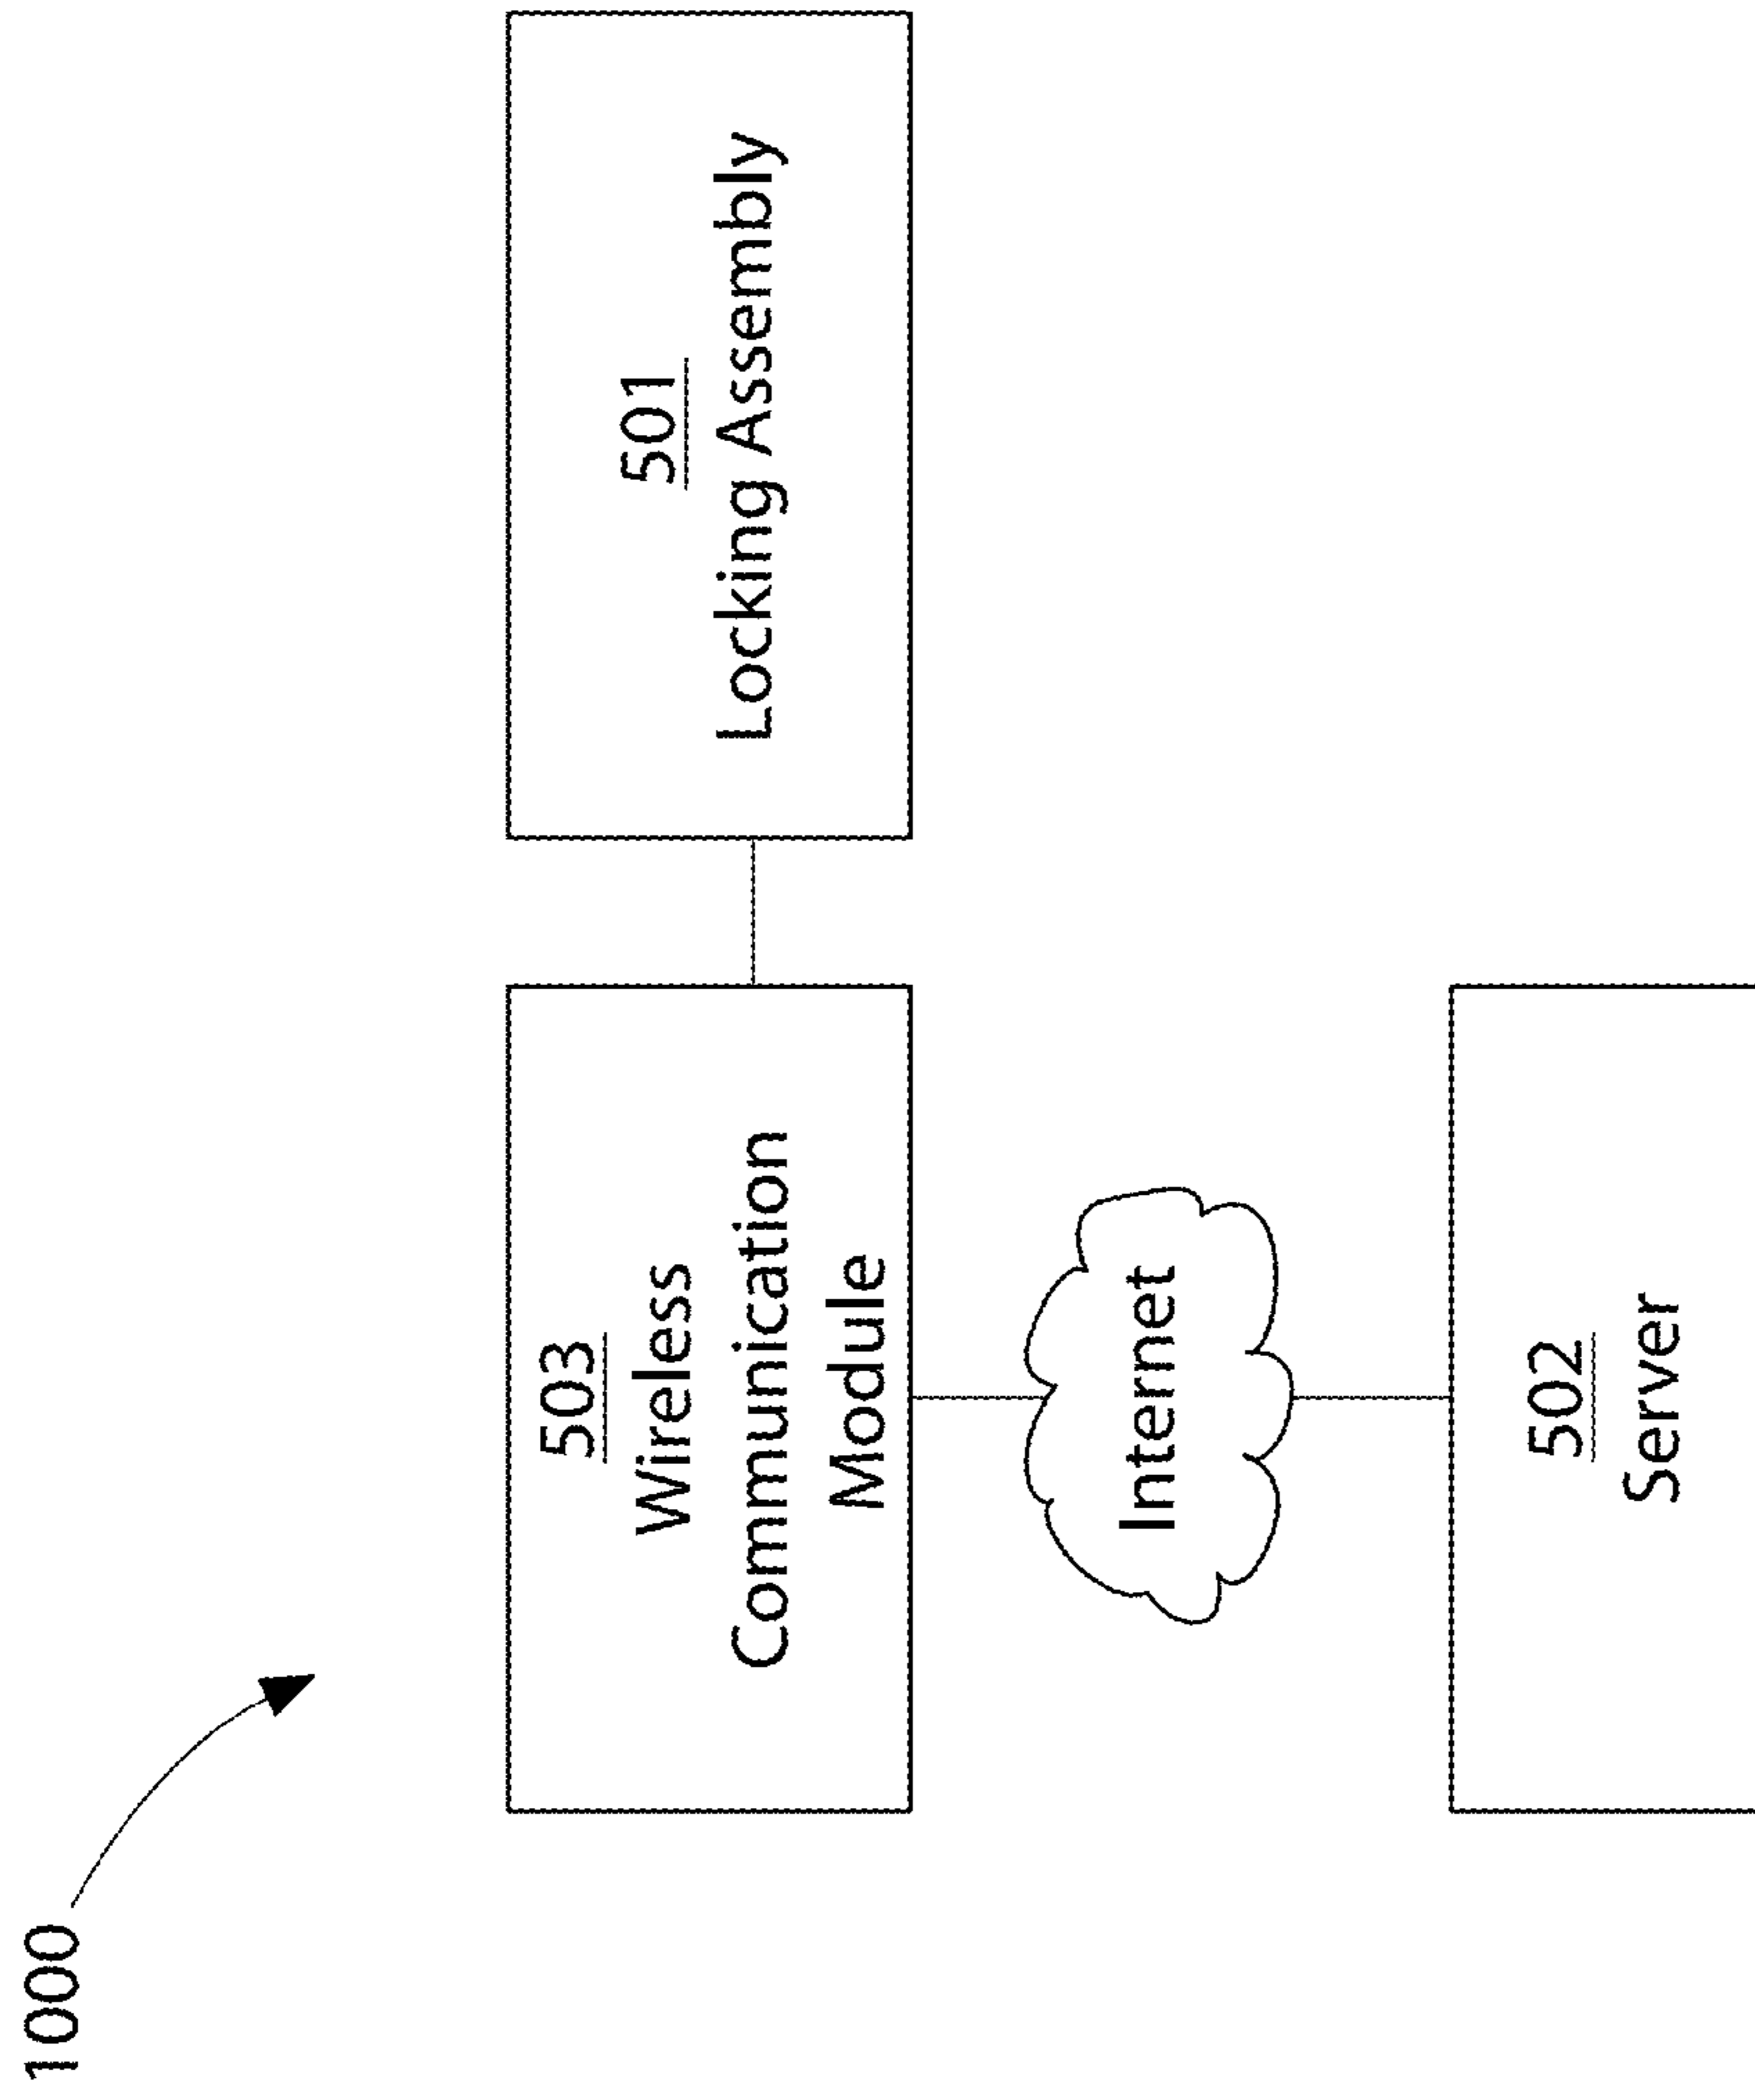 1000
503
Wireless
Communication
Module
501
Locking Assembly
Internet
502
Server